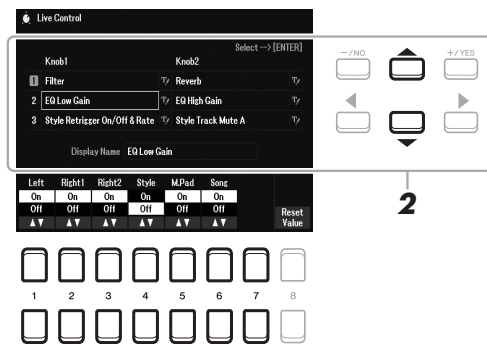 Live Control
Select --> [ENTER]
Knob1 Knob2
1 Filter Reverb
2 EQ Low Gain EQ High Gain
3 Style Retrigger On/Off & Rate Style Track Mute A
Display Name EQ Low Gain
-/NO +/YES
2
Left Right1 Right2 Style M.Pad Song
On On On On On On
Off Off Off Off Off Off
Reset
Value
1 2 3 4 5 6 7 8